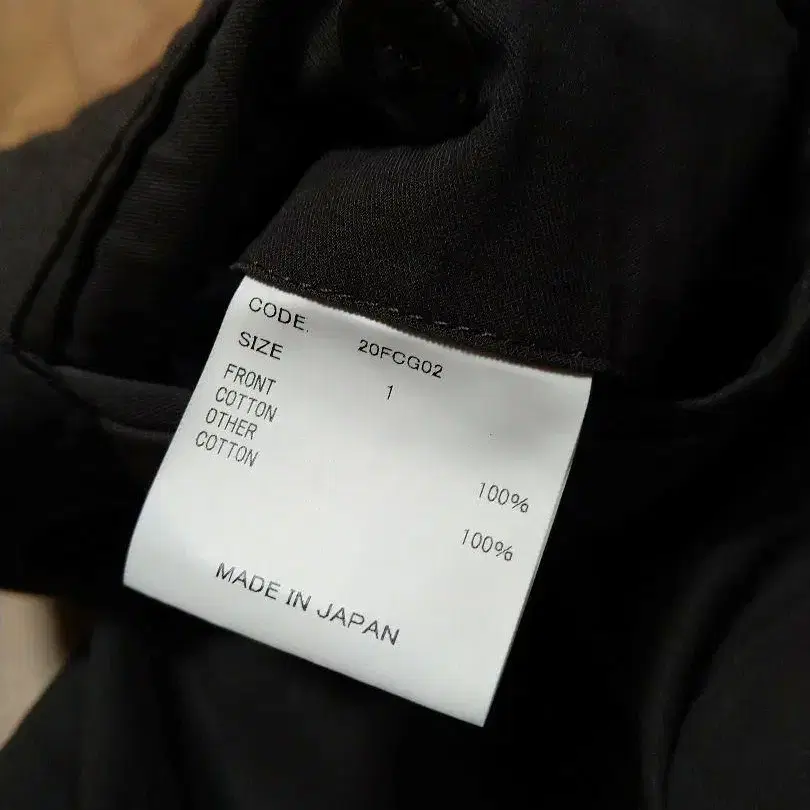 CODE. 20FCG02
SIZE 1
FRONT
COTTON 100%
OTHER
COTTON 100%
MADE IN JAPAN